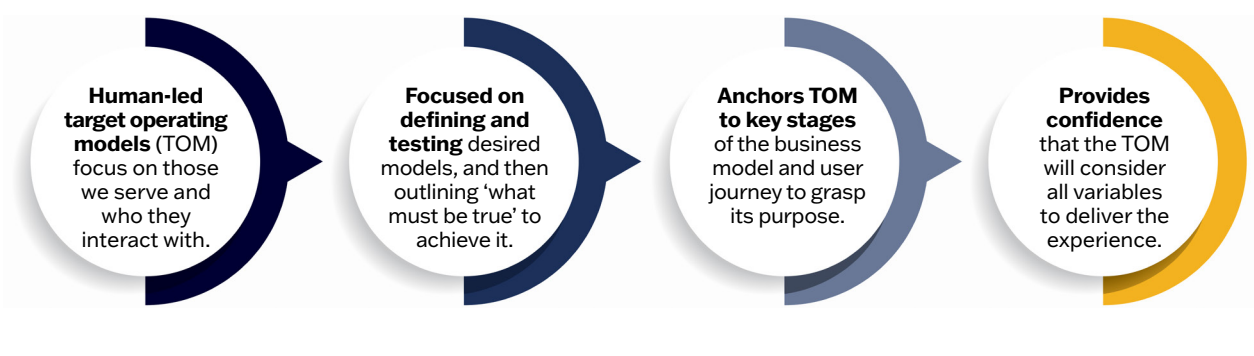 Human-led
target operating
models (TOM)
focus on those
we serve and
who they
interact with.
Focused on
defining and
testing desired
models, and then
outlining ‘what
must be true’ to
achieve it.
Anchors TOM
to key stages
of the business
model and user
journey to grasp
its purpose.
Provides
confidence
that the TOM
will consider
all variables
to deliver the
experience.